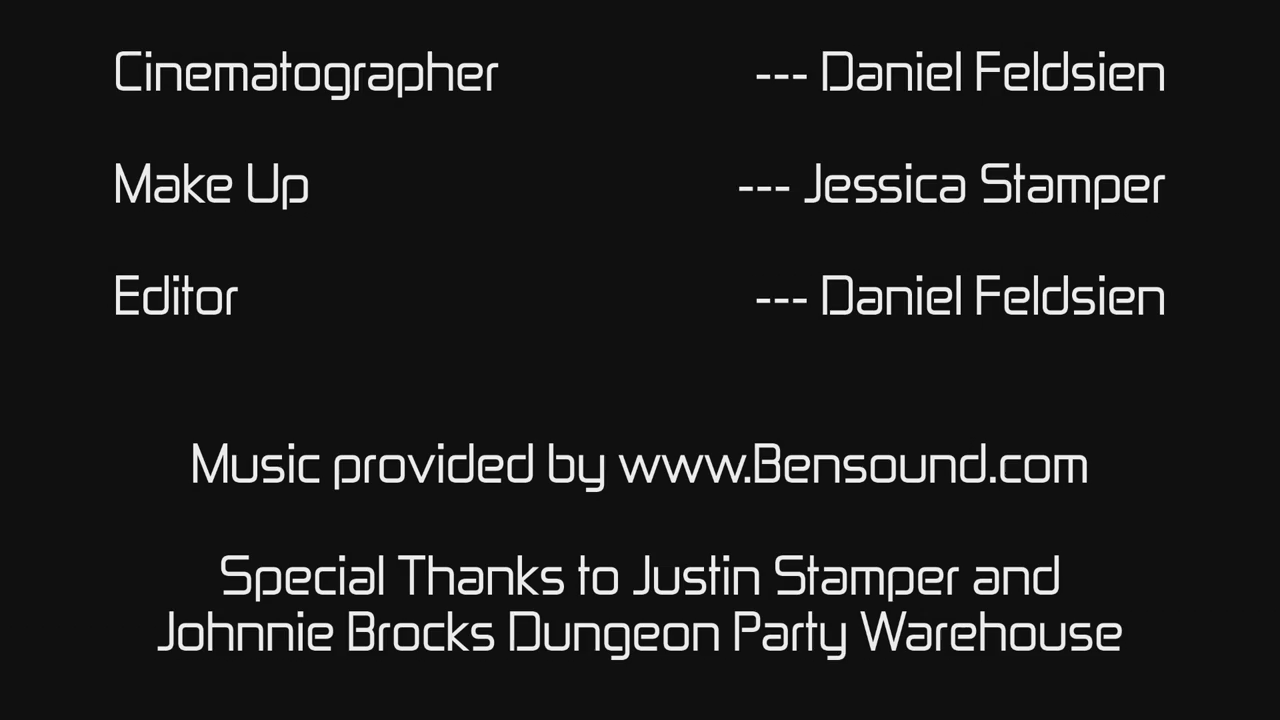 Cinematographer --- Daniel Feldsien
Make Up --- Jessica Stamper
Editor --- Daniel Feldsien
Music provided by www.Bensound.com
Special Thanks to Justin Stamper and
Johnnie Brocks Dungeon Party Warehouse